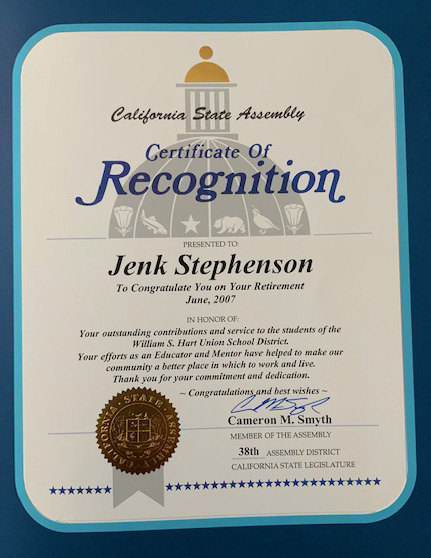 California State Assembly
Certificate Of
Recognition
PRESENTED TO:
Jenk Stephenson
To Congratulate You on Your Retirement
June, 2007
IN HONOR OF:
Your outstanding contributions and service to the students of the
William S. Hart Union School District.
Your efforts as an Educator and Mentor have helped to make our
community a better place in which to work and live.
Thank you for your commitment and dedication.
~ Congratulations and best wishes ~
Cameron M. Smyth
MEMBER OF THE ASSEMBLY
38th ASSEMBLY DISTRICT
CALIFORNIA STATE LEGISLATURE
CALIFORNIA STATE ASSEMBLY